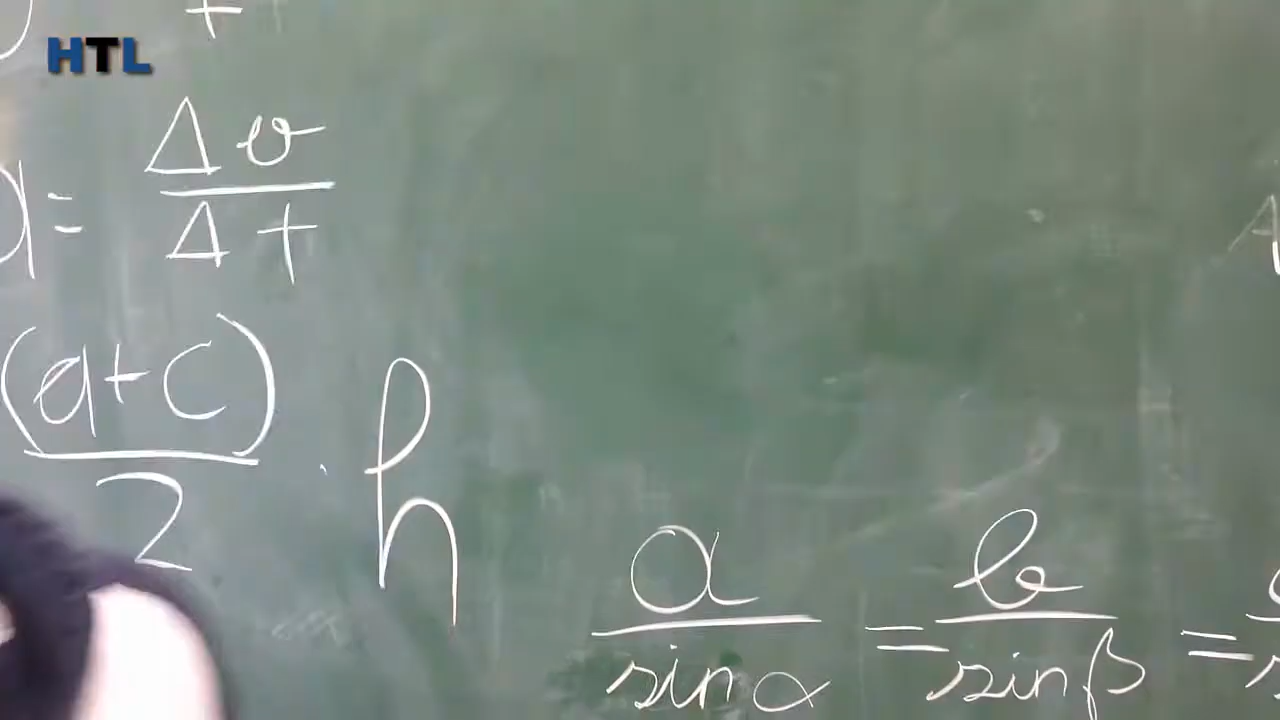 HTL
a = Δv / Δt
(a+c) / 2 · h
a / sin α = b / sin β =